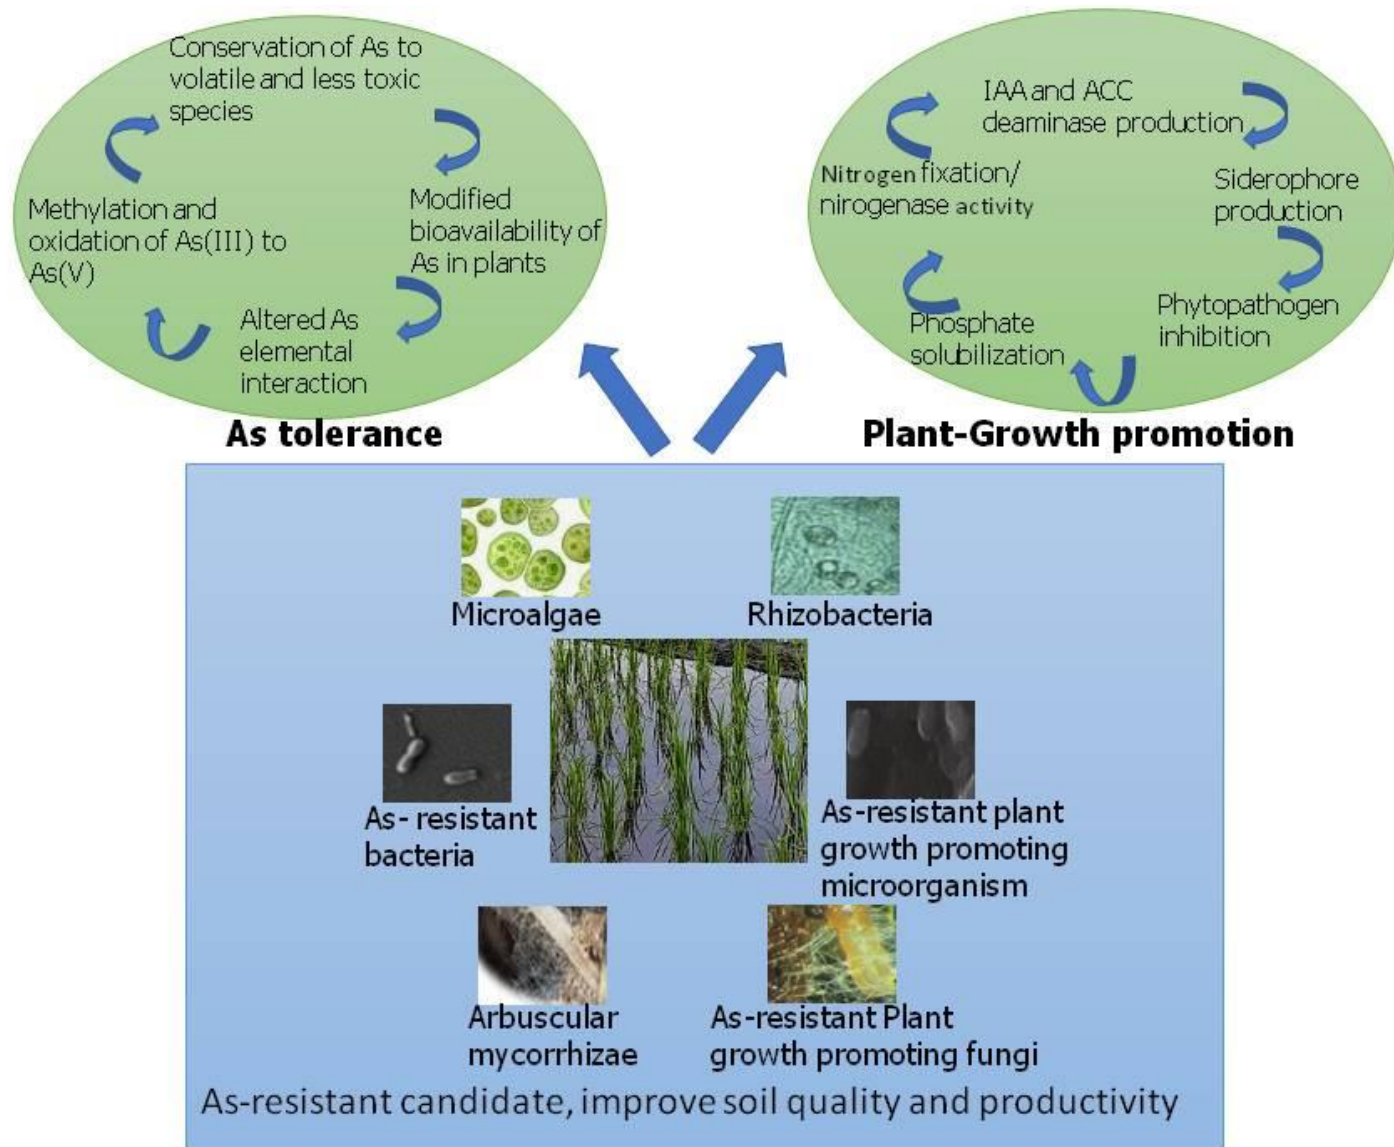 Conservation of As to
volatile and less toxic
species
Modified
bioavailability of
As in plants
Altered As
elemental
interaction
Methylation and
oxidation of As(III) to
As(V)
As tolerance
IAA and ACC
deaminase production
Siderophore
production
Phytopathogen
inhibition
Phosphate
solubilization
Nitrogen fixation/
nirogenase activity
Plant-Growth promotion
Microalgae
Rhizobacteria
As- resistant
bacteria
As-resistant plant
growth promoting
microorganism
Arbuscular
mycorrhizae
As-resistant Plant
growth promoting fungi
As-resistant candidate, improve soil quality and productivity